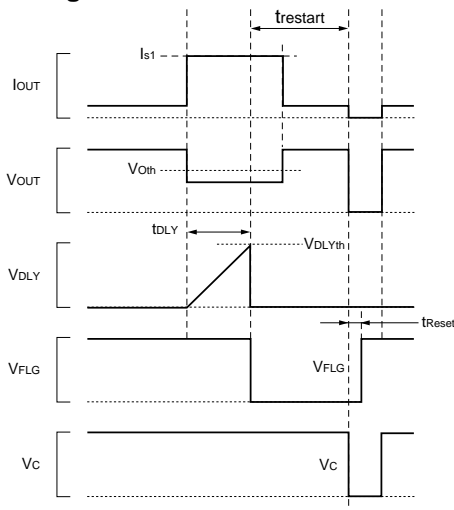 trestart
Is1
IOUT
VOth
VOUT
tDLY
VDLYth
VDLY
tReset
VFLG
VFLG
VC
VC